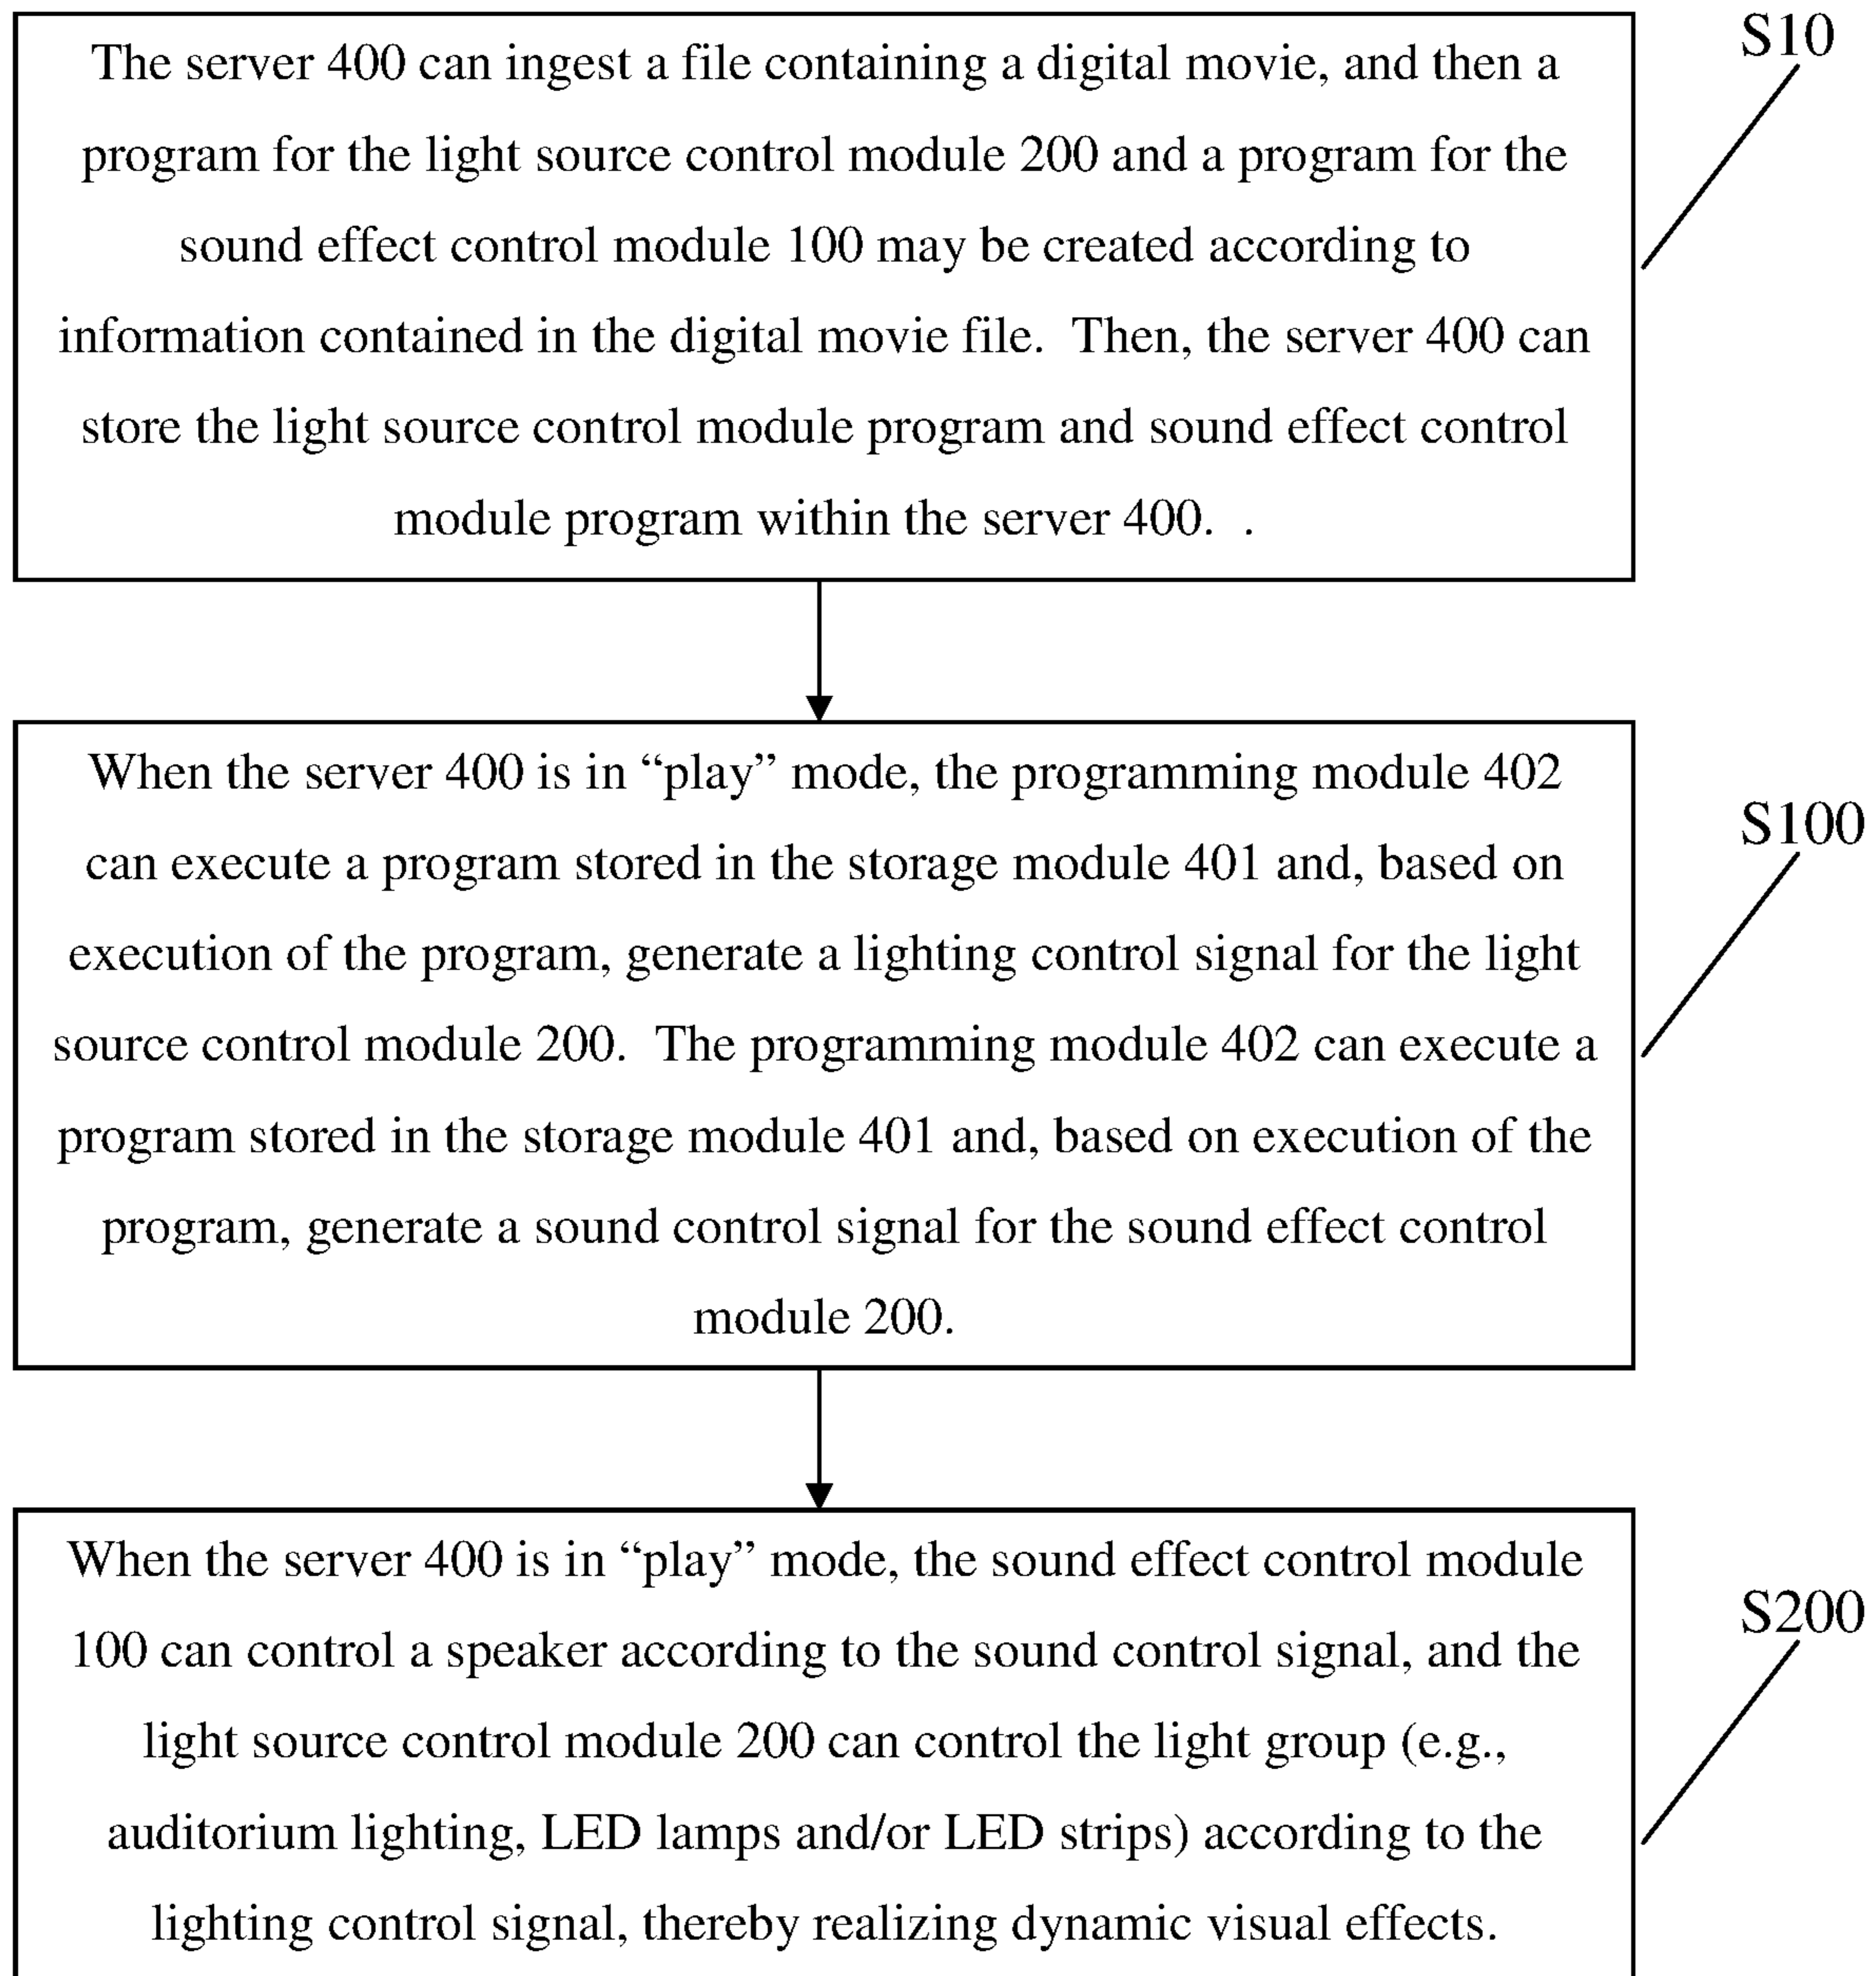 The server 400 can ingest a file containing a digital movie, and then a
program for the light source control module 200 and a program for the
sound effect control module 100 may be created according to
information contained in the digital movie file.  Then, the server 400 can
store the light source control module program and sound effect control
module program within the server 400.  .
S10
When the server 400 is in “play” mode, the programming module 402
can execute a program stored in the storage module 401 and, based on
execution of the program, generate a lighting control signal for the light
source control module 200.  The programming module 402 can execute a
program stored in the storage module 401 and, based on execution of the
program, generate a sound control signal for the sound effect control
module 200.
S100
When the server 400 is in “play” mode, the sound effect control module
100 can control a speaker according to the sound control signal, and the
light source control module 200 can control the light group (e.g.,
auditorium lighting, LED lamps and/or LED strips) according to the
lighting control signal, thereby realizing dynamic visual effects.
S200